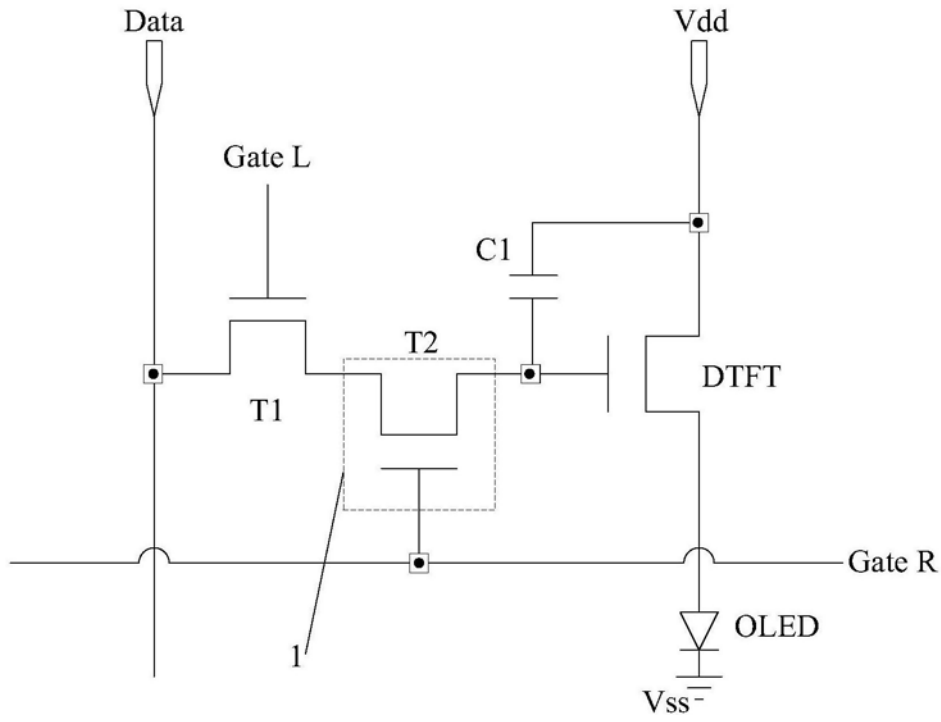 Data
Vdd
Gate L
C1
T2
DTFT
T1
Gate R
1
OLED
Vss